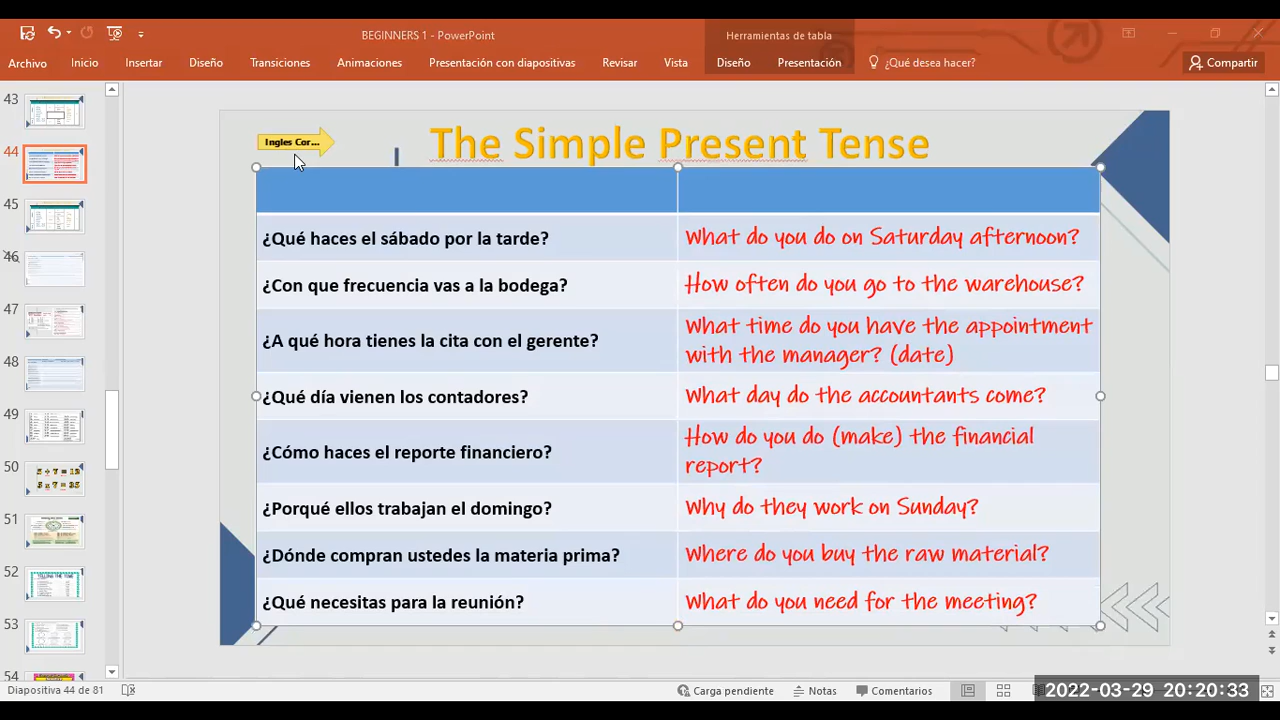 BEGINNERS 1 - PowerPoint
Herramientas de tabla
Archivo Inicio Insertar Diseño Transiciones Animaciones Presentación con diapositivas Revisar Vista Diseño Presentación ¿Qué desea hacer? Compartir
43
44
45
46
47
48
49
50
51
52
53
54
Ingles Cor...
The Simple Present Tense
¿Qué haces el sábado por la tarde?
What do you do on Saturday afternoon?
¿Con que frecuencia vas a la bodega?
How often do you go to the warehouse?
¿A qué hora tienes la cita con el gerente?
What time do you have the appointment
with the manager? (date)
¿Qué día vienen los contadores?
What day do the accountants come?
¿Cómo haces el reporte financiero?
How do you do (make) the financial
report?
¿Porqué ellos trabajan el domingo?
Why do they work on Sunday?
¿Dónde compran ustedes la materia prima?
Where do you buy the raw material?
¿Qué necesitas para la reunión?
What do you need for the meeting?
Diapositiva 44 de 81
Carga pendiente Notas Comentarios
2022-03-29 20:20:33